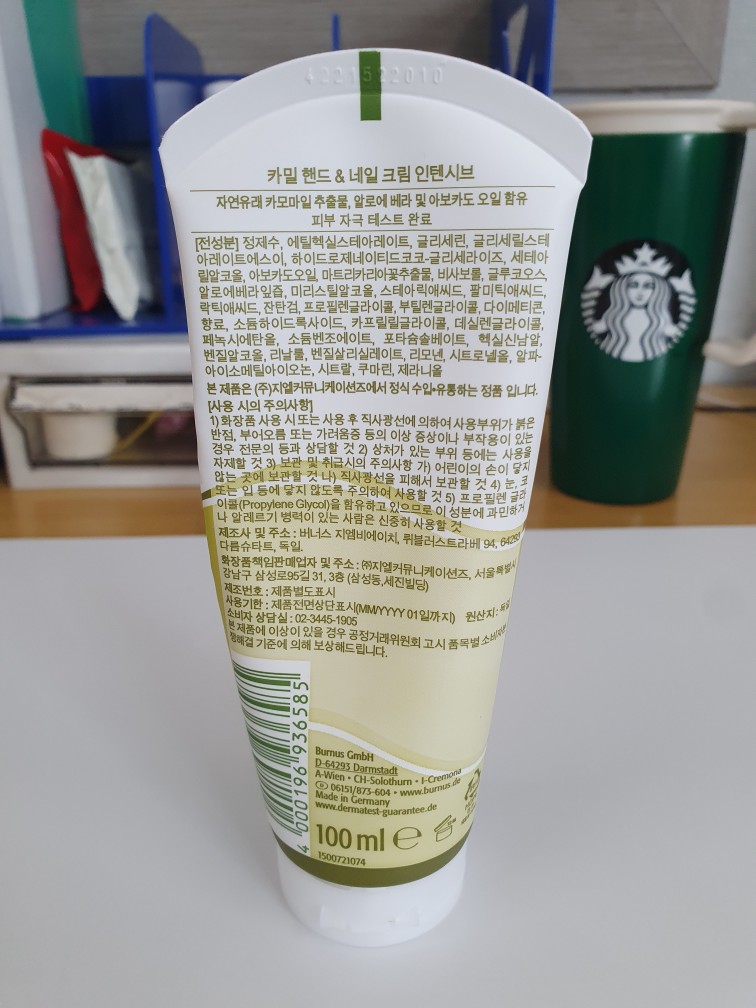 4221522010
카밀 핸드 & 네일 크림 인텐시브
자연유래 카모마일 추출물, 알로에 베라 및 아보카도 오일 함유
피부 자극 테스트 완료
[전성분] 정제수, 에틸헥실스테아레이트, 글리세린, 글리세릴스테
아레이트에스이, 하이드로제네이티드코코-글리세라이즈, 세테아
릴알코올, 아보카도오일, 마트리카리아꽃추출물, 비사보롤, 글루코오스,
알로에베라잎즙, 미리스틸알코올, 스테아릭애씨드, 팔미틱애씨드,
락틱애씨드, 잔탄검, 프로필렌글라이콜, 부틸렌글라이콜, 다이메티콘,
향료, 소듐하이드록사이드, 카프릴릴글라이콜, 데실렌글라이콜,
페녹시에탄올, 소듐벤조에이트, 포타슘솔베이트, 헥실신남알,
벤질알코올, 리날룰, 벤질살리실레이트, 리모넨, 시트로넬올, 알파-
아이소메틸아이오논, 시트랄, 쿠마린, 제라니올
본 제품은 (주)지엘커뮤니케이션즈에서 정식 수입•유통하는 정품 입니다.
[사용 시의 주의사항]
1) 화장품 사용 시 또는 사용 후 직사광선에 의하여 사용부위가 붉은
반점, 부어오름 또는 가려움증 등의 이상 증상이나 부작용이 있는
경우 전문의 등과 상담할 것 2) 상처가 있는 부위 등에는 사용을
자제할 것 3) 보관 및 취급시의 주의사항 가) 어린이의 손이 닿지
않는 곳에 보관할 것 나) 직사광선을 피해서 보관할 것 4) 눈, 코
또는 입 등에 닿지 않도록 주의하여 사용할 것 5) 프로필렌 글라
이콜(Propylene Glycol)을 함유하고 있으므로 이 성분에 과민하거
나 알레르기 병력이 있는 사람은 신중히 사용할 것
제조사 및 주소 : 버너스 지엠비에이치, 뤼블러스트라베 94, 64293
다름슈타트, 독일.
화장품책임판매업자 및 주소 : ㈜지엘커뮤니케이션즈, 서울특별시
강남구 삼성로95길 31, 3층 (삼성동,세진빌딩)
제조번호 : 제품별도표시
사용기한 : 제품전면상단표시(MM/YYYY 01일까지) 원산지 : 독일
소비자 상담실 : 02-3445-1905
본 제품에 이상이 있을 경우 공정거래위원회 고시 품목별 소비자분
쟁해결 기준에 의해 보상해드립니다.
4 000196 936585
Burnus GmbH
D-64293 Darmstadt
A-Wien • CH-Solothurn • I-Cremona
06151/873-604 • www.burnus.de
Made in Germany
www.dermatest-guarantee.de
100 ml ℮
1500721074